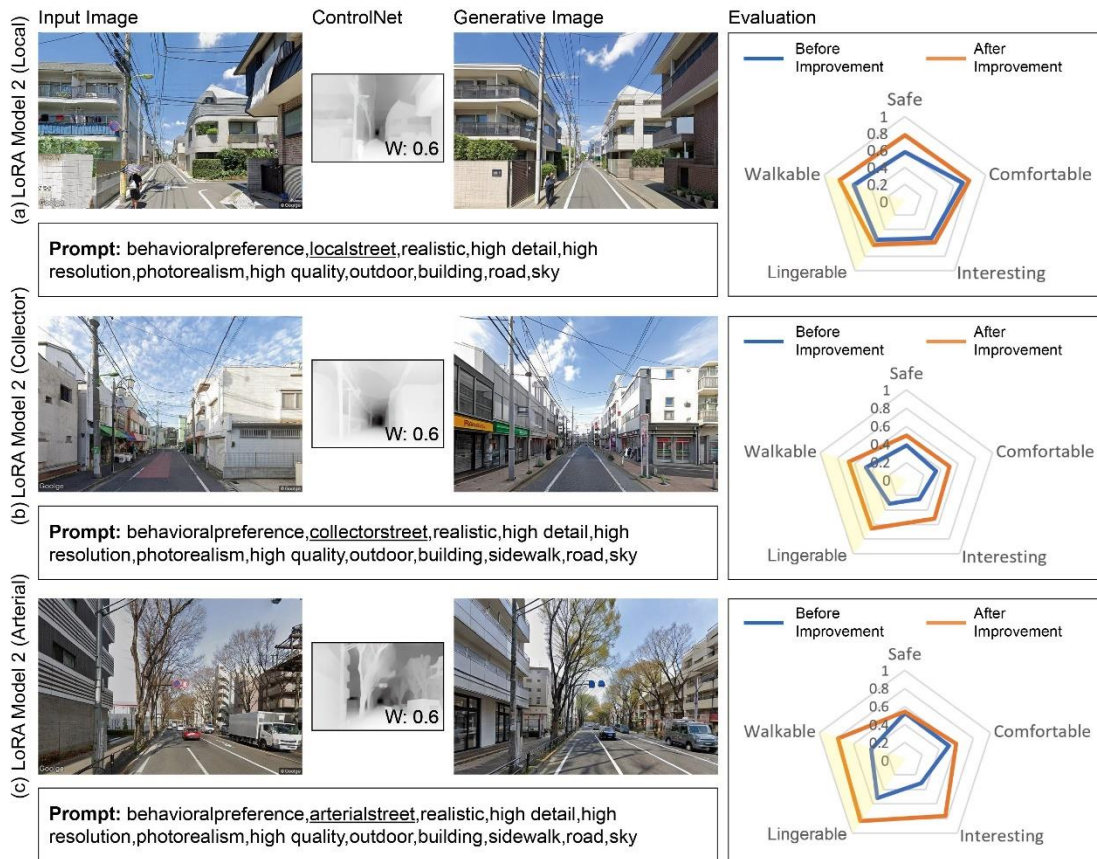 Input Image
ControlNet
Generative Image
Evaluation
(a) LoRA Model 2 (Local)
W: 0.6
© Google
Before Improvement
After Improvement
Safe
1
0.8
0.6
0.4
0.2
0
Walkable
Comfortable
Lingerable
Interesting
Prompt: behavioralpreference,localstreet,realistic,high detail,high
resolution,photorealism,high quality,outdoor,building,road,sky
(b) LoRA Model 2 (Collector)
W: 0.6
Google
© Google
Before Improvement
After Improvement
Safe
1
0.8
0.6
0.4
0.2
0
Walkable
Comfortable
Lingerable
Interesting
Prompt: behavioralpreference,collectorstreet,realistic,high detail,high
resolution,photorealism,high quality,outdoor,building,sidewalk,road,sky
(c) LoRA Model 2 (Arterial)
W: 0.6
Google
© Google
Before Improvement
After Improvement
Safe
1
0.8
0.6
0.4
0.2
0
Walkable
Comfortable
Lingerable
Interesting
Prompt: behavioralpreference,arterialstreet,realistic,high detail,high
resolution,photorealism,high quality,outdoor,building,sidewalk,road,sky